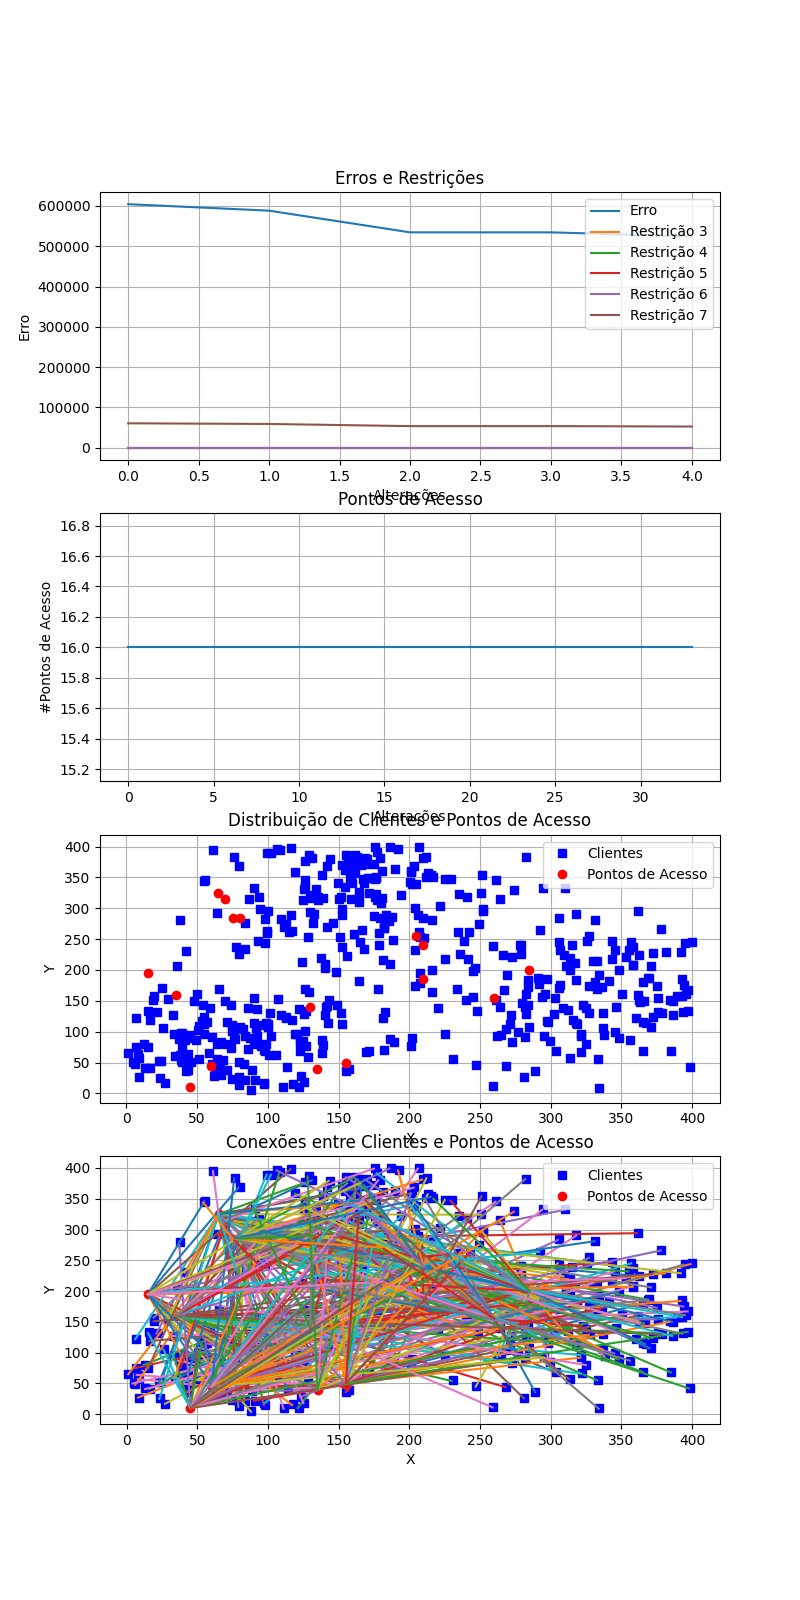 Erros e Restrições
600000
500000
400000
300000
200000
100000
0
Erro
Erro
Restrição 3
Restrição 4
Restrição 5
Restrição 6
Restrição 7
0.0 0.5 1.0 1.5 2.0 2.5 3.0 3.5 4.0
Alterações
Pontos de Acesso
16.8
16.6
16.4
16.2
16.0
15.8
15.6
15.4
15.2
#Pontos de Acesso
0 5 10 15 20 25 30
Alterações
Distribuição de Clientes e Pontos de Acesso
400
350
300
250
200
150
100
50
0
Y
Clientes
Pontos de Acesso
0 50 100 150 200 250 300 350 400
X
Conexões entre Clientes e Pontos de Acesso
400
350
300
250
200
150
100
50
0
Y
Clientes
Pontos de Acesso
0 50 100 150 200 250 300 350 400
X